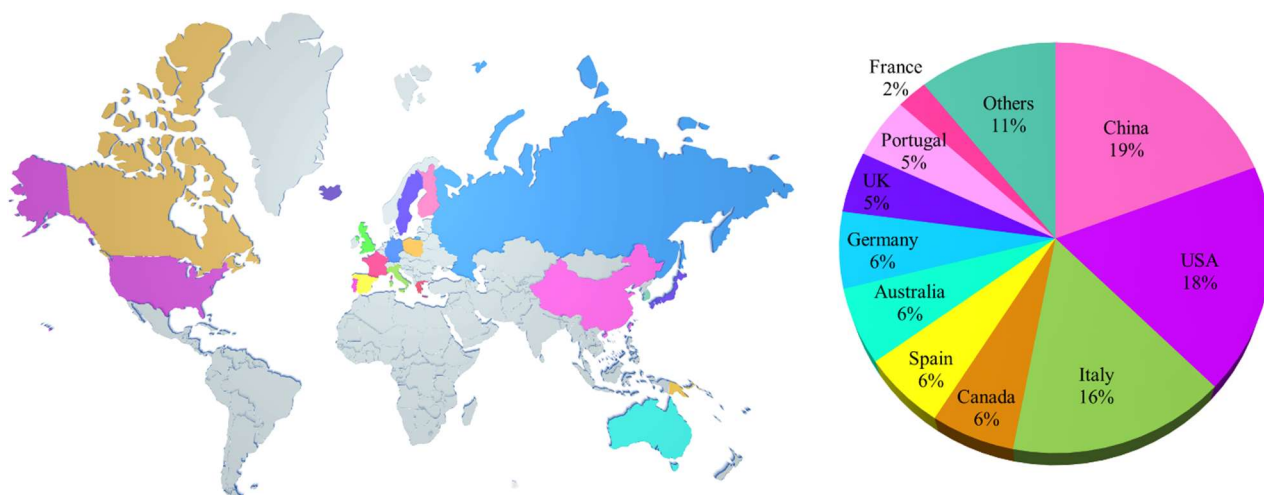 China
19%
USA
18%
Italy
16%
Canada
6%
Spain
6%
Australia
6%
Germany
6%
UK
5%
Portugal
5%
France
2%
Others
11%